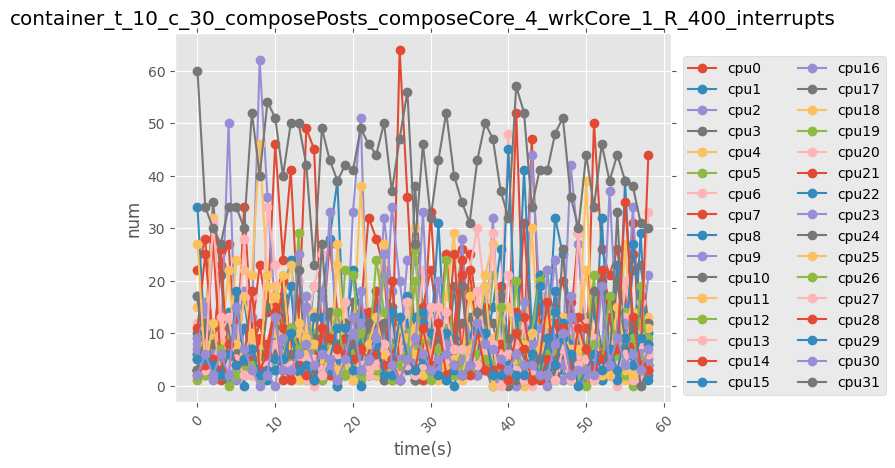 container_t_10_c_30_composePosts_composeCore_4_wrkCore_1_R_400_interrupts
num
60
50
40
30
20
10
0
0
10
20
30
40
50
60
time(s)
cpu0
cpu1
cpu2
cpu3
cpu4
cpu5
cpu6
cpu7
cpu8
cpu9
cpu10
cpu11
cpu12
cpu13
cpu14
cpu15
cpu16
cpu17
cpu18
cpu19
cpu20
cpu21
cpu22
cpu23
cpu24
cpu25
cpu26
cpu27
cpu28
cpu29
cpu30
cpu31